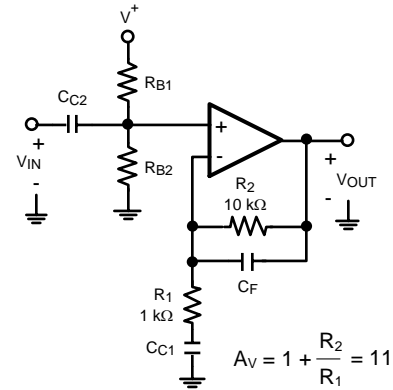 V+
RB1
CC2
+
+
VIN
-
RB2
-
+
VOUT
-
R2
10 kΩ
CF
R1
1 kΩ
CC1
AV = 1 + R2/R1 = 11